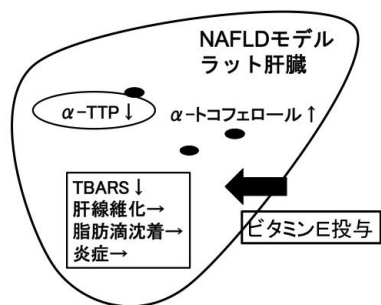 NAFLDモデル
ラット肝臓
α-TTP↓
α-トコフェロール↑
TBARS↓
肝線維化→
脂肪滴沈着→
炎症→
ビタミンE投与